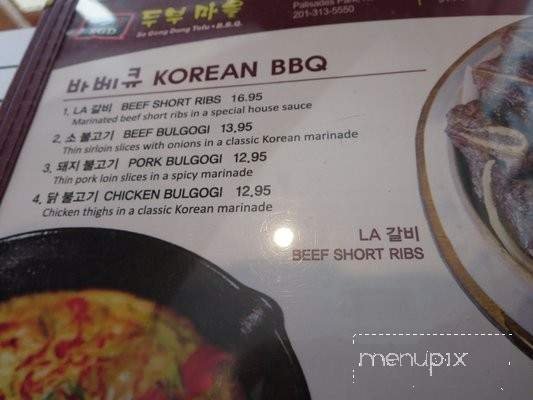 SGD
두부 마을
So Gong Dong Tofu • B.B.Q.
Palisades Park,
201-313-5550
바베큐 KOREAN BBQ
1. LA 갈비 BEEF SHORT RIBS 16.95
Marinated beef short ribs in a special house sauce
2. 소 불고기 BEEF BULGOGI 13,95
Thin sirloin slices with onions in a classic Korean marinade
3. 돼지 불고기 PORK BULGOGI 12,95
Thin pork loin slices in a spicy marinade
4. 닭 불고기 CHICKEN BULGOGI 12,95
Chicken thighs in a classic Korean marinade
LA 갈비
BEEF SHORT RIBS
menupix